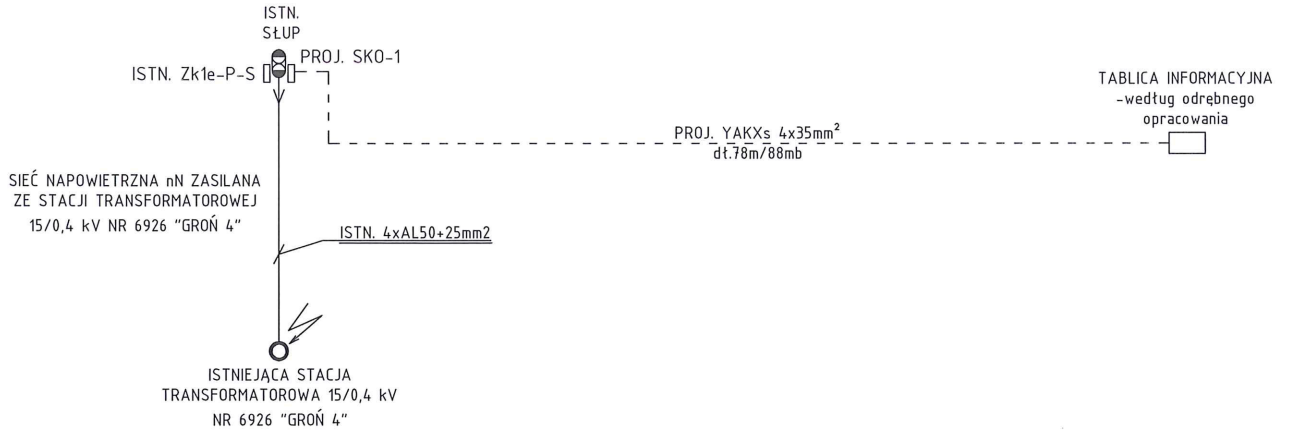 ISTN.
SŁUP
PROJ. SKO-1
ISTN. Zk1e-P-S
TABLICA INFORMACYJNA
-według odrębnego
opracowania
PROJ. YAKXs 4x35mm²
dł.78m/88mb
SIEĆ NAPOWIETRZNA nN ZASILANA
ZE STACJI TRANSFORMATOROWEJ
15/0,4 kV NR 6926 "GROŃ 4"
ISTN. 4xAL50+25mm2
ISTNIEJĄCA STACJA
TRANSFORMATOROWA 15/0,4 kV
NR 6926 "GROŃ 4"